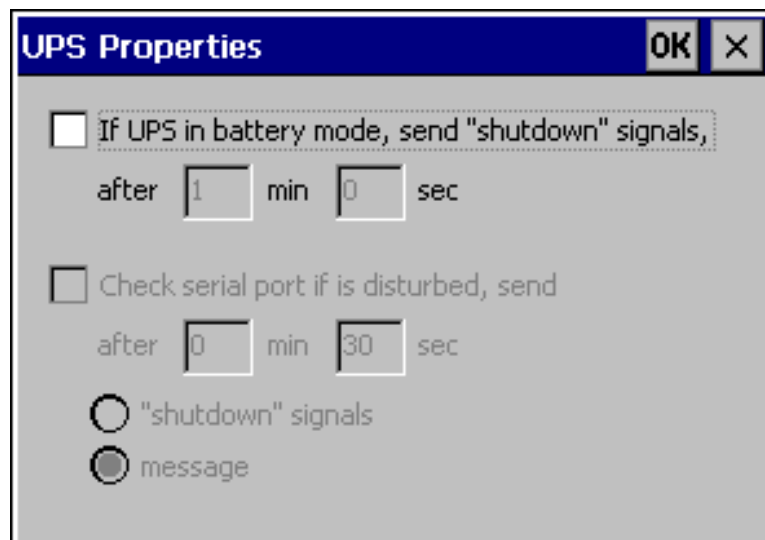 UPS Properties OK ×
If UPS in battery mode, send "shutdown" signals,
after 1 min 0 sec
Check serial port if is disturbed, send
after 0 min 30 sec
"shutdown" signals
message